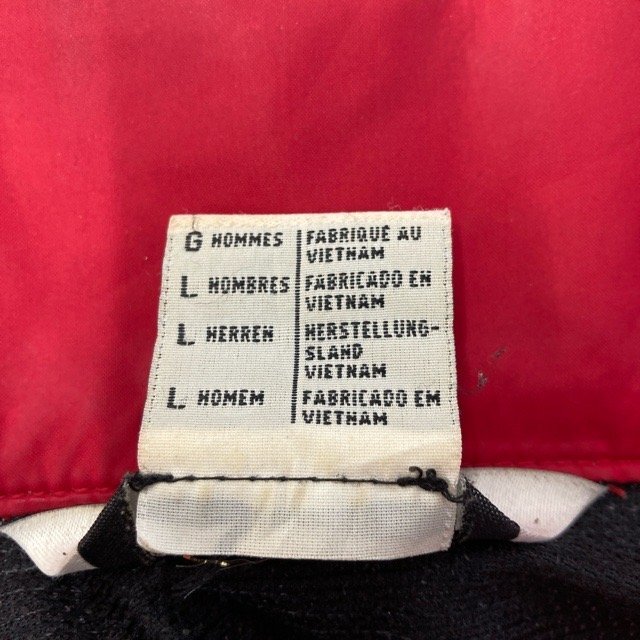 G HOMMES
FABRIQUÉ AU
VIETNAM
L HOMBRES
FABRICADO EN
VIETNAM
L HERREN
HERSTELLUNG-
SLAND
VIETNAM
L HOMEM
FABRICADO EM
VIETNAM